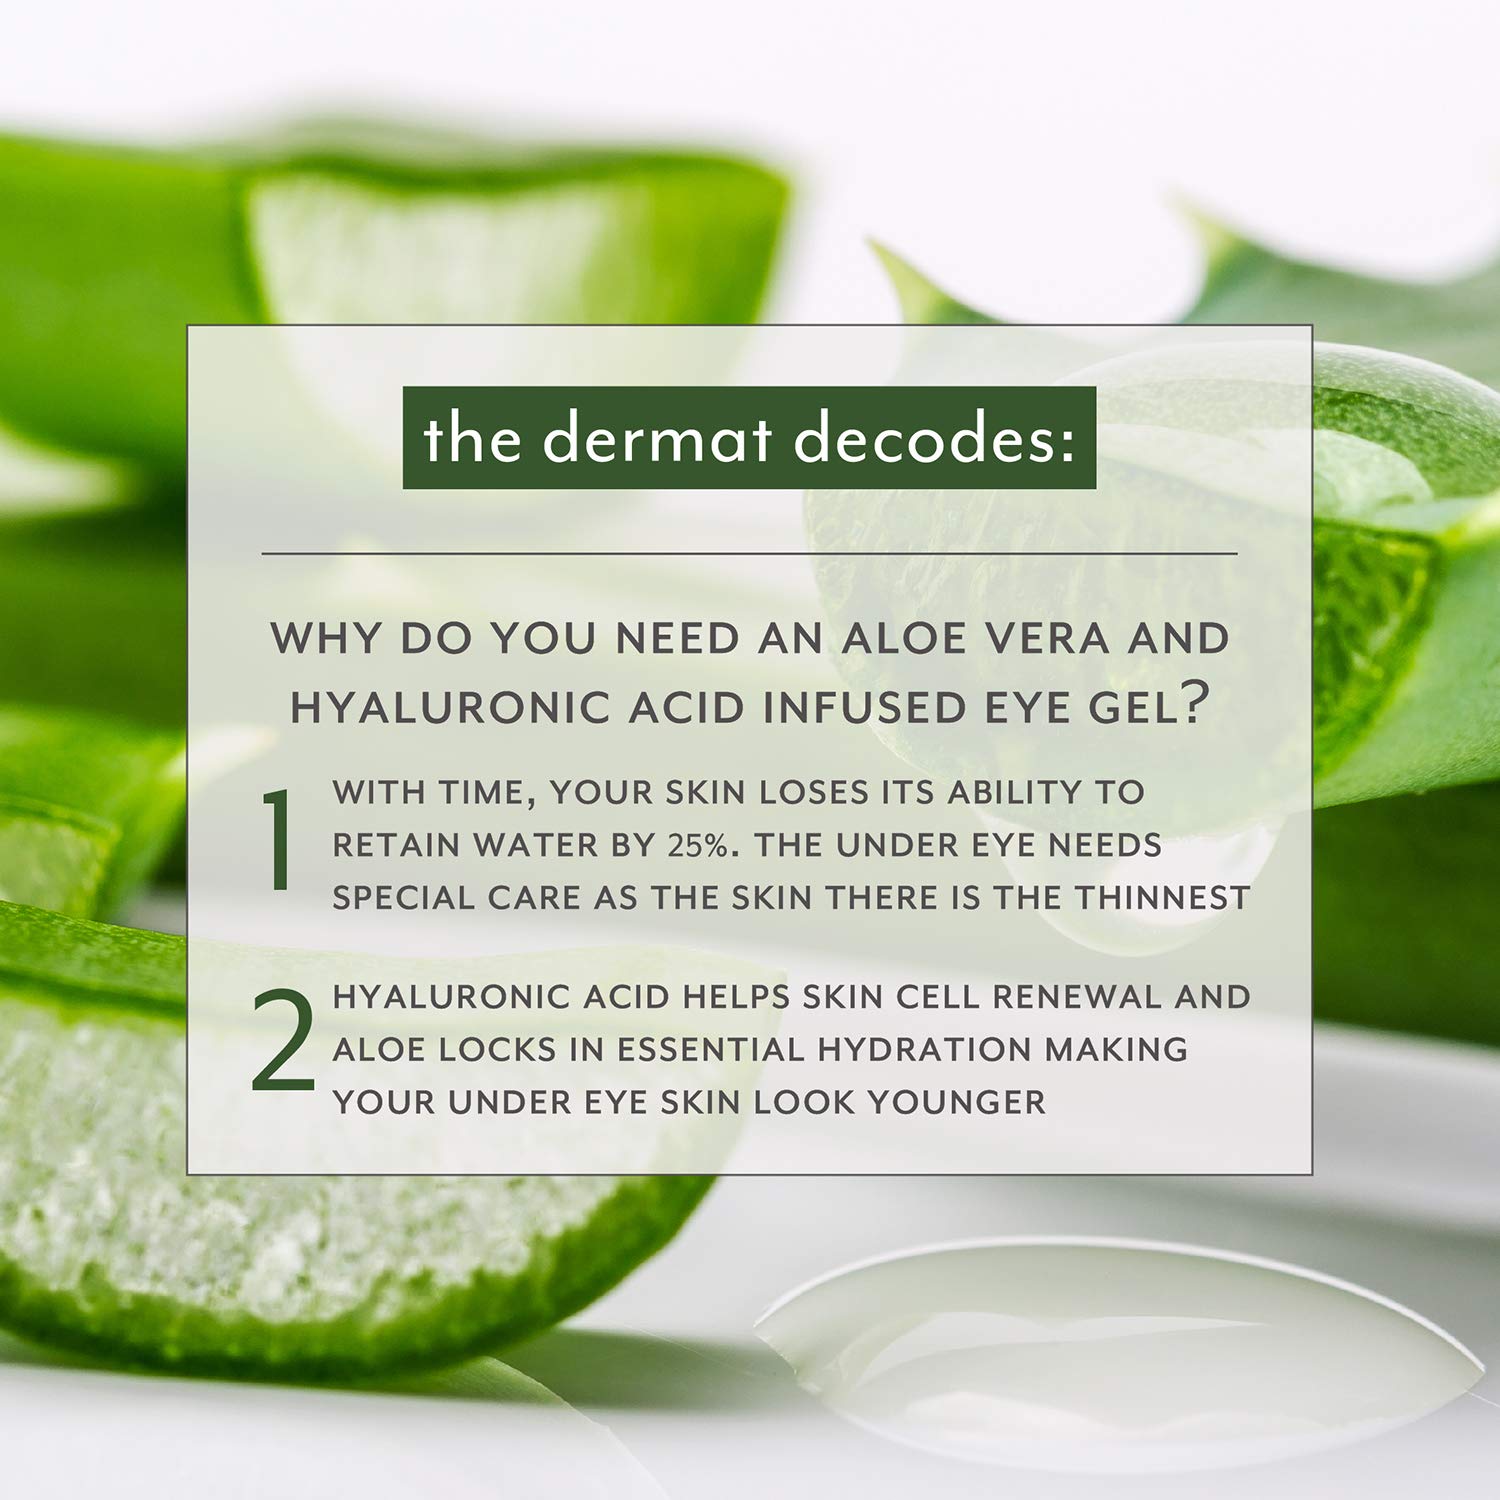 the dermat decodes:
WHY DO YOU NEED AN ALOE VERA AND
HYALURONIC ACID INFUSED EYE GEL?
1
WITH TIME, YOUR SKIN LOSES ITS ABILITY TO
RETAIN WATER BY 25%. THE UNDER EYE NEEDS
SPECIAL CARE AS THE SKIN THERE IS THE THINNEST
2
HYALURONIC ACID HELPS SKIN CELL RENEWAL AND
ALOE LOCKS IN ESSENTIAL HYDRATION MAKING
YOUR UNDER EYE SKIN LOOK YOUNGER